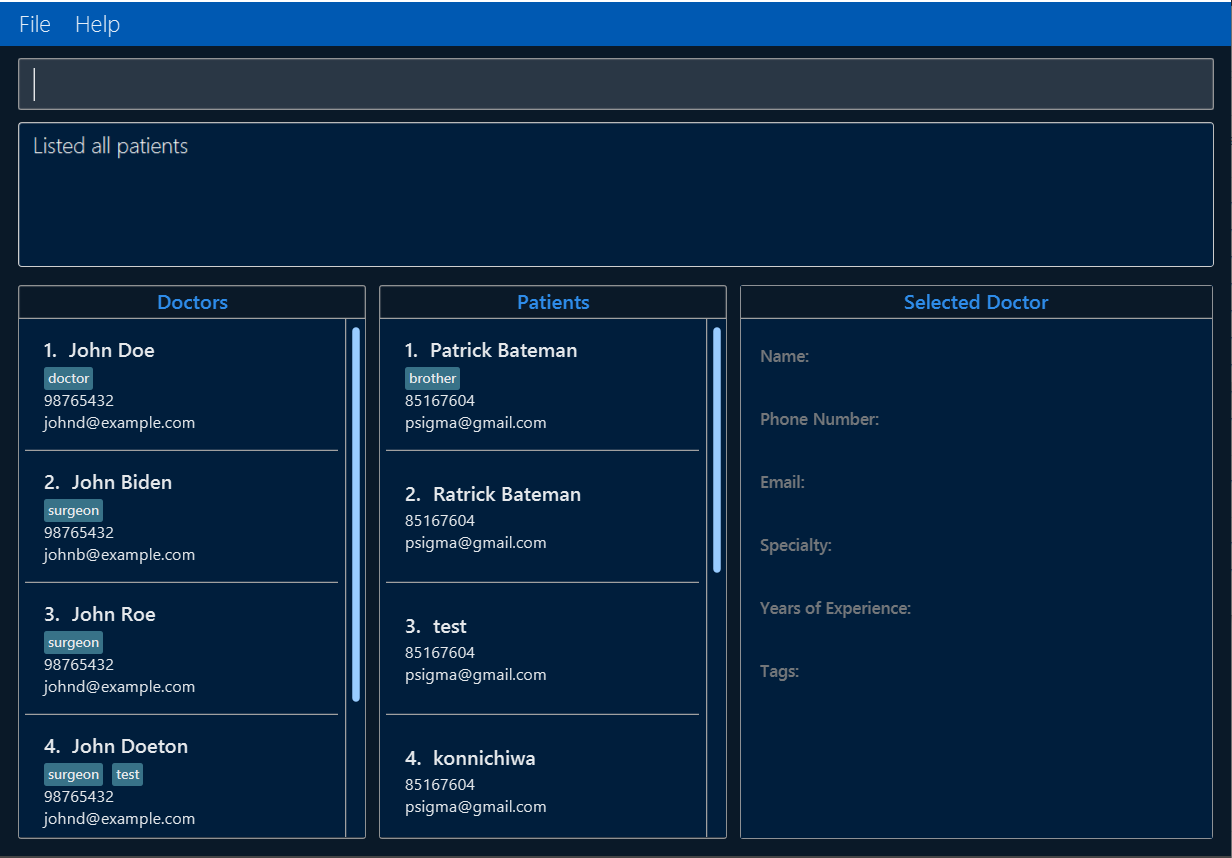 File Help
Listed all patients
Doctors
1. John Doe
doctor
98765432
johnd@example.com
2. John Biden
surgeon
98765432
johnb@example.com
3. John Roe
surgeon
98765432
johnd@example.com
4. John Doeton
surgeon test
98765432
johnd@example.com
Patients
1. Patrick Bateman
brother
85167604
psigma@gmail.com
2. Ratrick Bateman
85167604
psigma@gmail.com
3. test
85167604
psigma@gmail.com
4. konnichiwa
85167604
psigma@gmail.com
Selected Doctor
Name:
Phone Number:
Email:
Specialty:
Years of Experience:
Tags: